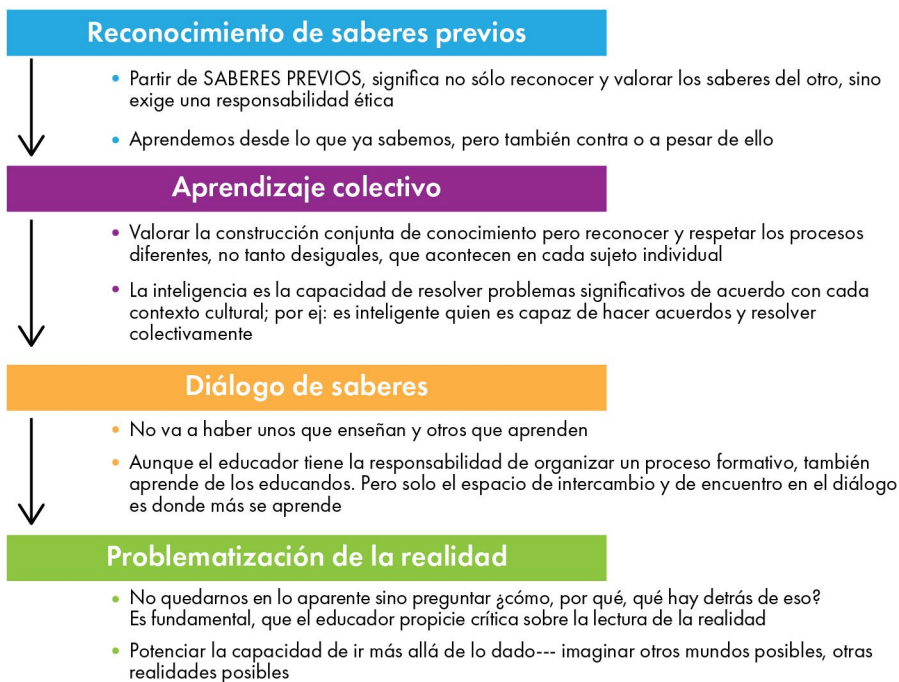 Reconocimiento de saberes previos
• Partir de SABERES PREVIOS, significa no sólo reconocer y valorar los saberes del otro, sino
exige una responsabilidad ética
• Aprendemos desde lo que ya sabemos, pero también contra o a pesar de ello
Aprendizaje colectivo
• Valorar la construcción conjunta de conocimiento pero reconocer y respetar los procesos
diferentes, no tanto desiguales, que acontecen en cada sujeto individual
• La inteligencia es la capacidad de resolver problemas significativos de acuerdo con cada
contexto cultural; por ej: es inteligente quien es capaz de hacer acuerdos y resolver
colectivamente
Diálogo de saberes
• No va a haber unos que enseñan y otros que aprenden
• Aunque el educador tiene la responsabilidad de organizar un proceso formativo, también
aprende de los educandos. Pero solo el espacio de intercambio y de encuentro en el diálogo
es donde más se aprende
Problematización de la realidad
• No quedarnos en lo aparente sino preguntar ¿cómo, por qué, qué hay detrás de eso?
Es fundamental, que el educador propicie crítica sobre la lectura de la realidad
• Potenciar la capacidad de ir más allá de lo dado--- imaginar otros mundos posibles, otras
realidades posibles